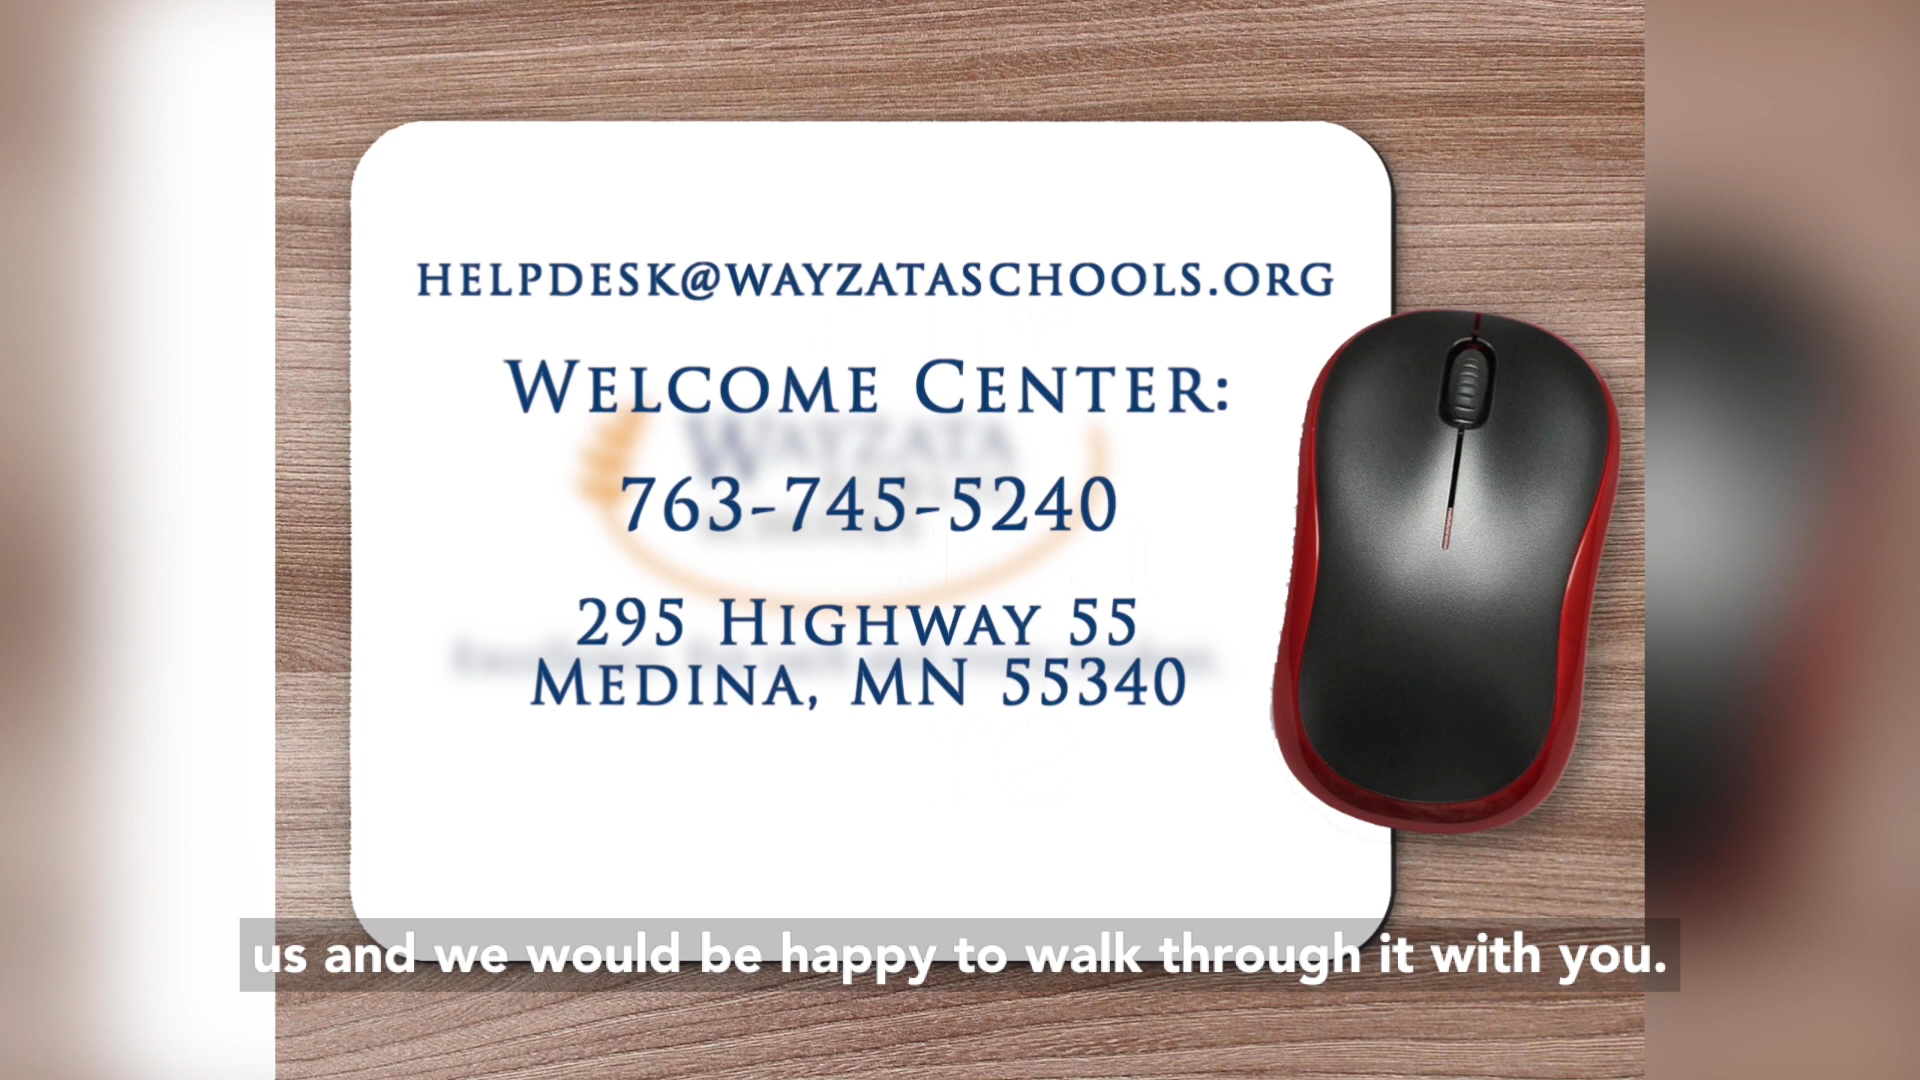 HELPDESK@WAYZATASCHOOLS.ORG
WELCOME CENTER:
WAYZATA
763-745-5240
295 HIGHWAY 55
MEDINA, MN 55340
us and we would be happy to walk through it with you.